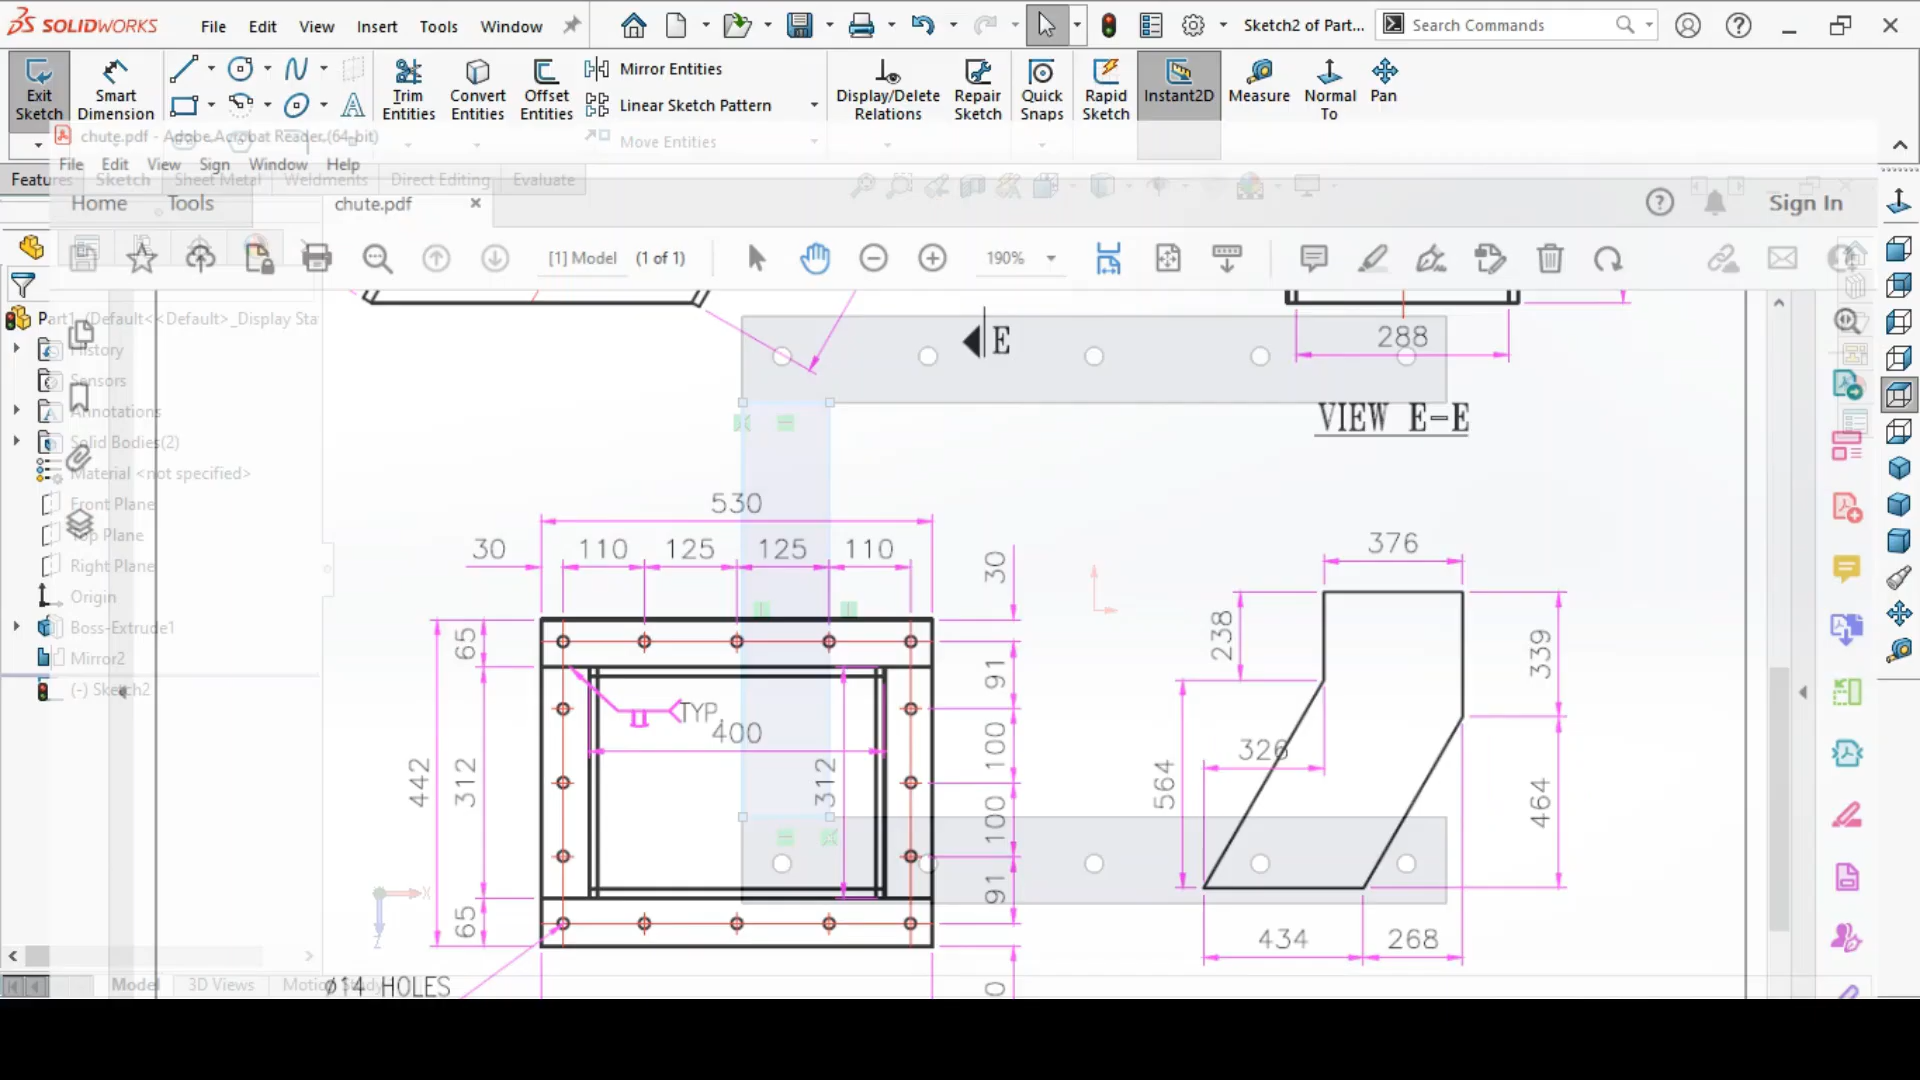 SOLIDWORKS File Edit View Insert Tools Window Sketch2 of Part... Search Commands
Exit Sketch Smart Dimension Trim Entities Convert Entities Offset Entities Mirror Entities Display/Delete Relations Repair Sketch Quick Snaps Rapid Sketch Instant2D Measure Normal To Pan
Linear Sketch Pattern
Move Entities
chute.pdf - Adobe Acrobat Reader (64-bit)
File Edit View Sign Window Help
Features Sketch Sheet Metal Weldments Direct Editing Evaluate
Home Tools chute.pdf Sign In
[1] Model (1 of 1) 190%
Part1 (Default<<Default>_Display Sta
History
Sensors
Annotations
Solid Bodies(2)
Material <not specified>
Front Plane
Top Plane
Right Plane
Origin
Boss-Extrude1
Mirror2
(-) Sketch2
E
288
VIEW E-E
530
30 110 125 125 110
30
65
91
TYP.
400
442
312
312
100
100
91
65
376
238
339
326
564
464
434 268
X
Z
Model 3D Views
ø14 HOLES
0